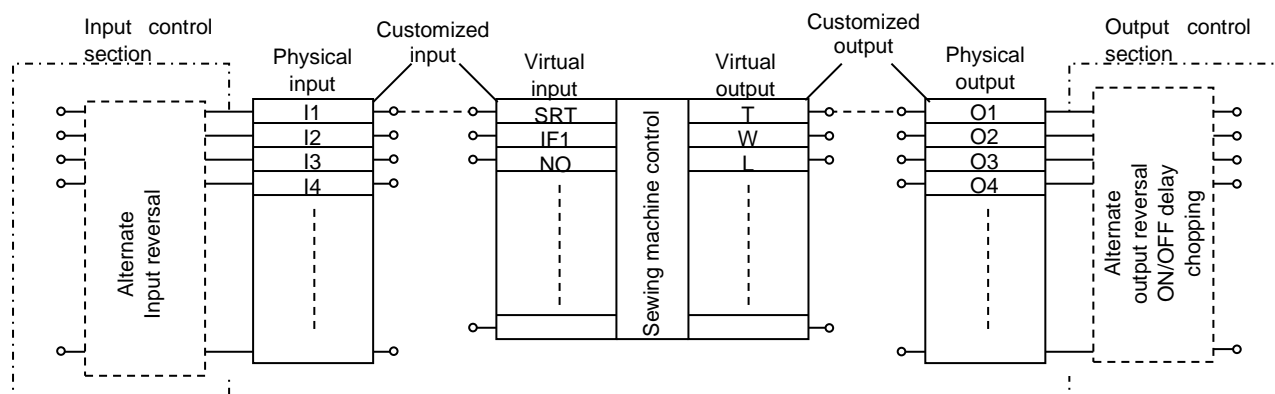 Input control
section
Physical
input
Customized
input
Virtual
input
Virtual
output
Customized
output
Physical
output
Output control
section
Alternate
Input reversal
I1
I2
I3
I4
SRT
IF1
NO
Sewing machine control
T
W
L
O1
O2
O3
O4
Alternate
output reversal
ON/OFF delay
chopping